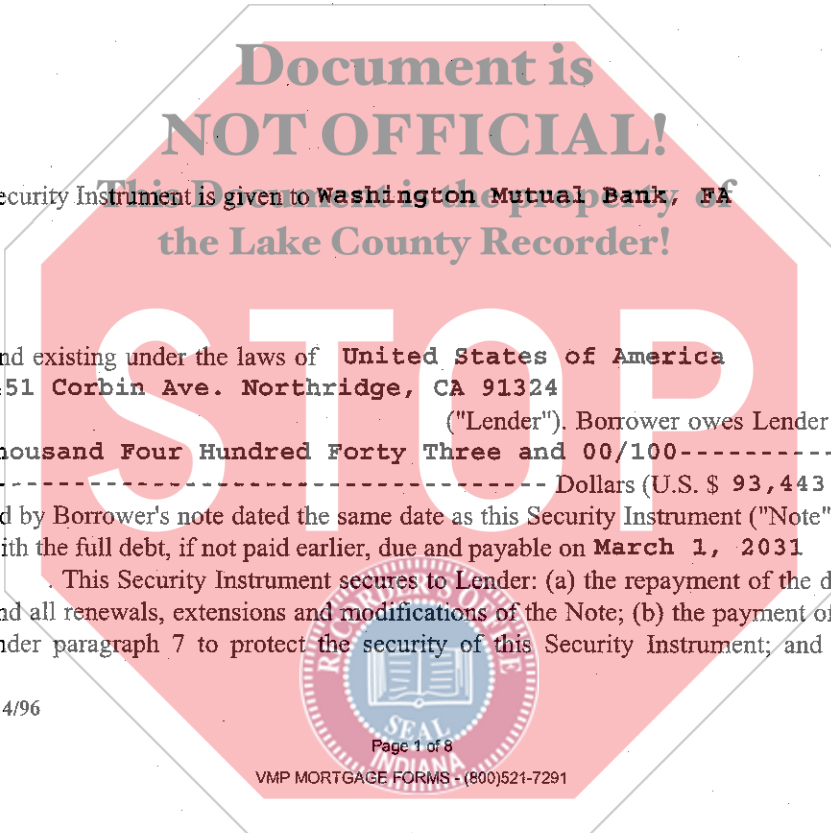 Document is
NOT OFFICIAL!
ecurity Instrument is given to Washington Mutual Bank, FA
This Document is the property of
the Lake County Recorder!
STOP
nd existing under the laws of United States of America
51 Corbin Ave. Northridge, CA 91324
("Lender"). Borrower owes Lender
housand Four Hundred Forty Three and 00/100----------
---------------------------------- Dollars (U.S. $ 93,443
d by Borrower's note dated the same date as this Security Instrument ("Note"
ith the full debt, if not paid earlier, due and payable on March 1, 2031
. This Security Instrument secures to Lender: (a) the repayment of the d
nd all renewals, extensions and modifications of the Note; (b) the payment of
nder paragraph 7 to protect the security of this Security Instrument; and
RECORDER'S OFFICE
4/96
SEAL
Page 1 of 8
INDIANA
VMP MORTGAGE FORMS - (800)521-7291